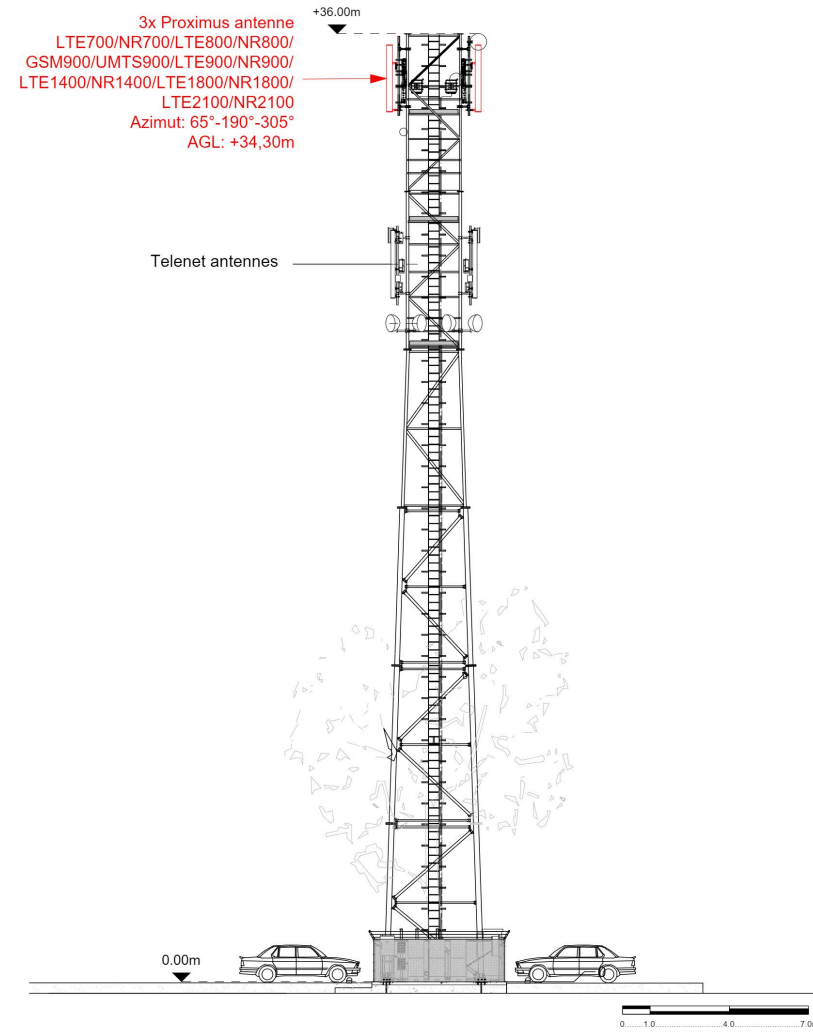 +36.00m
3x Proximus antenne
LTE700/NR700/LTE800/NR800/
GSM900/UMTS900/LTE900/NR900/
LTE1400/NR1400/LTE1800/NR1800/
LTE2100/NR2100
Azimut: 65°-190°-305°
AGL: +34,30m
Telenet antennes
0.00m
0.......1.0.............................4.0.............................7.0m